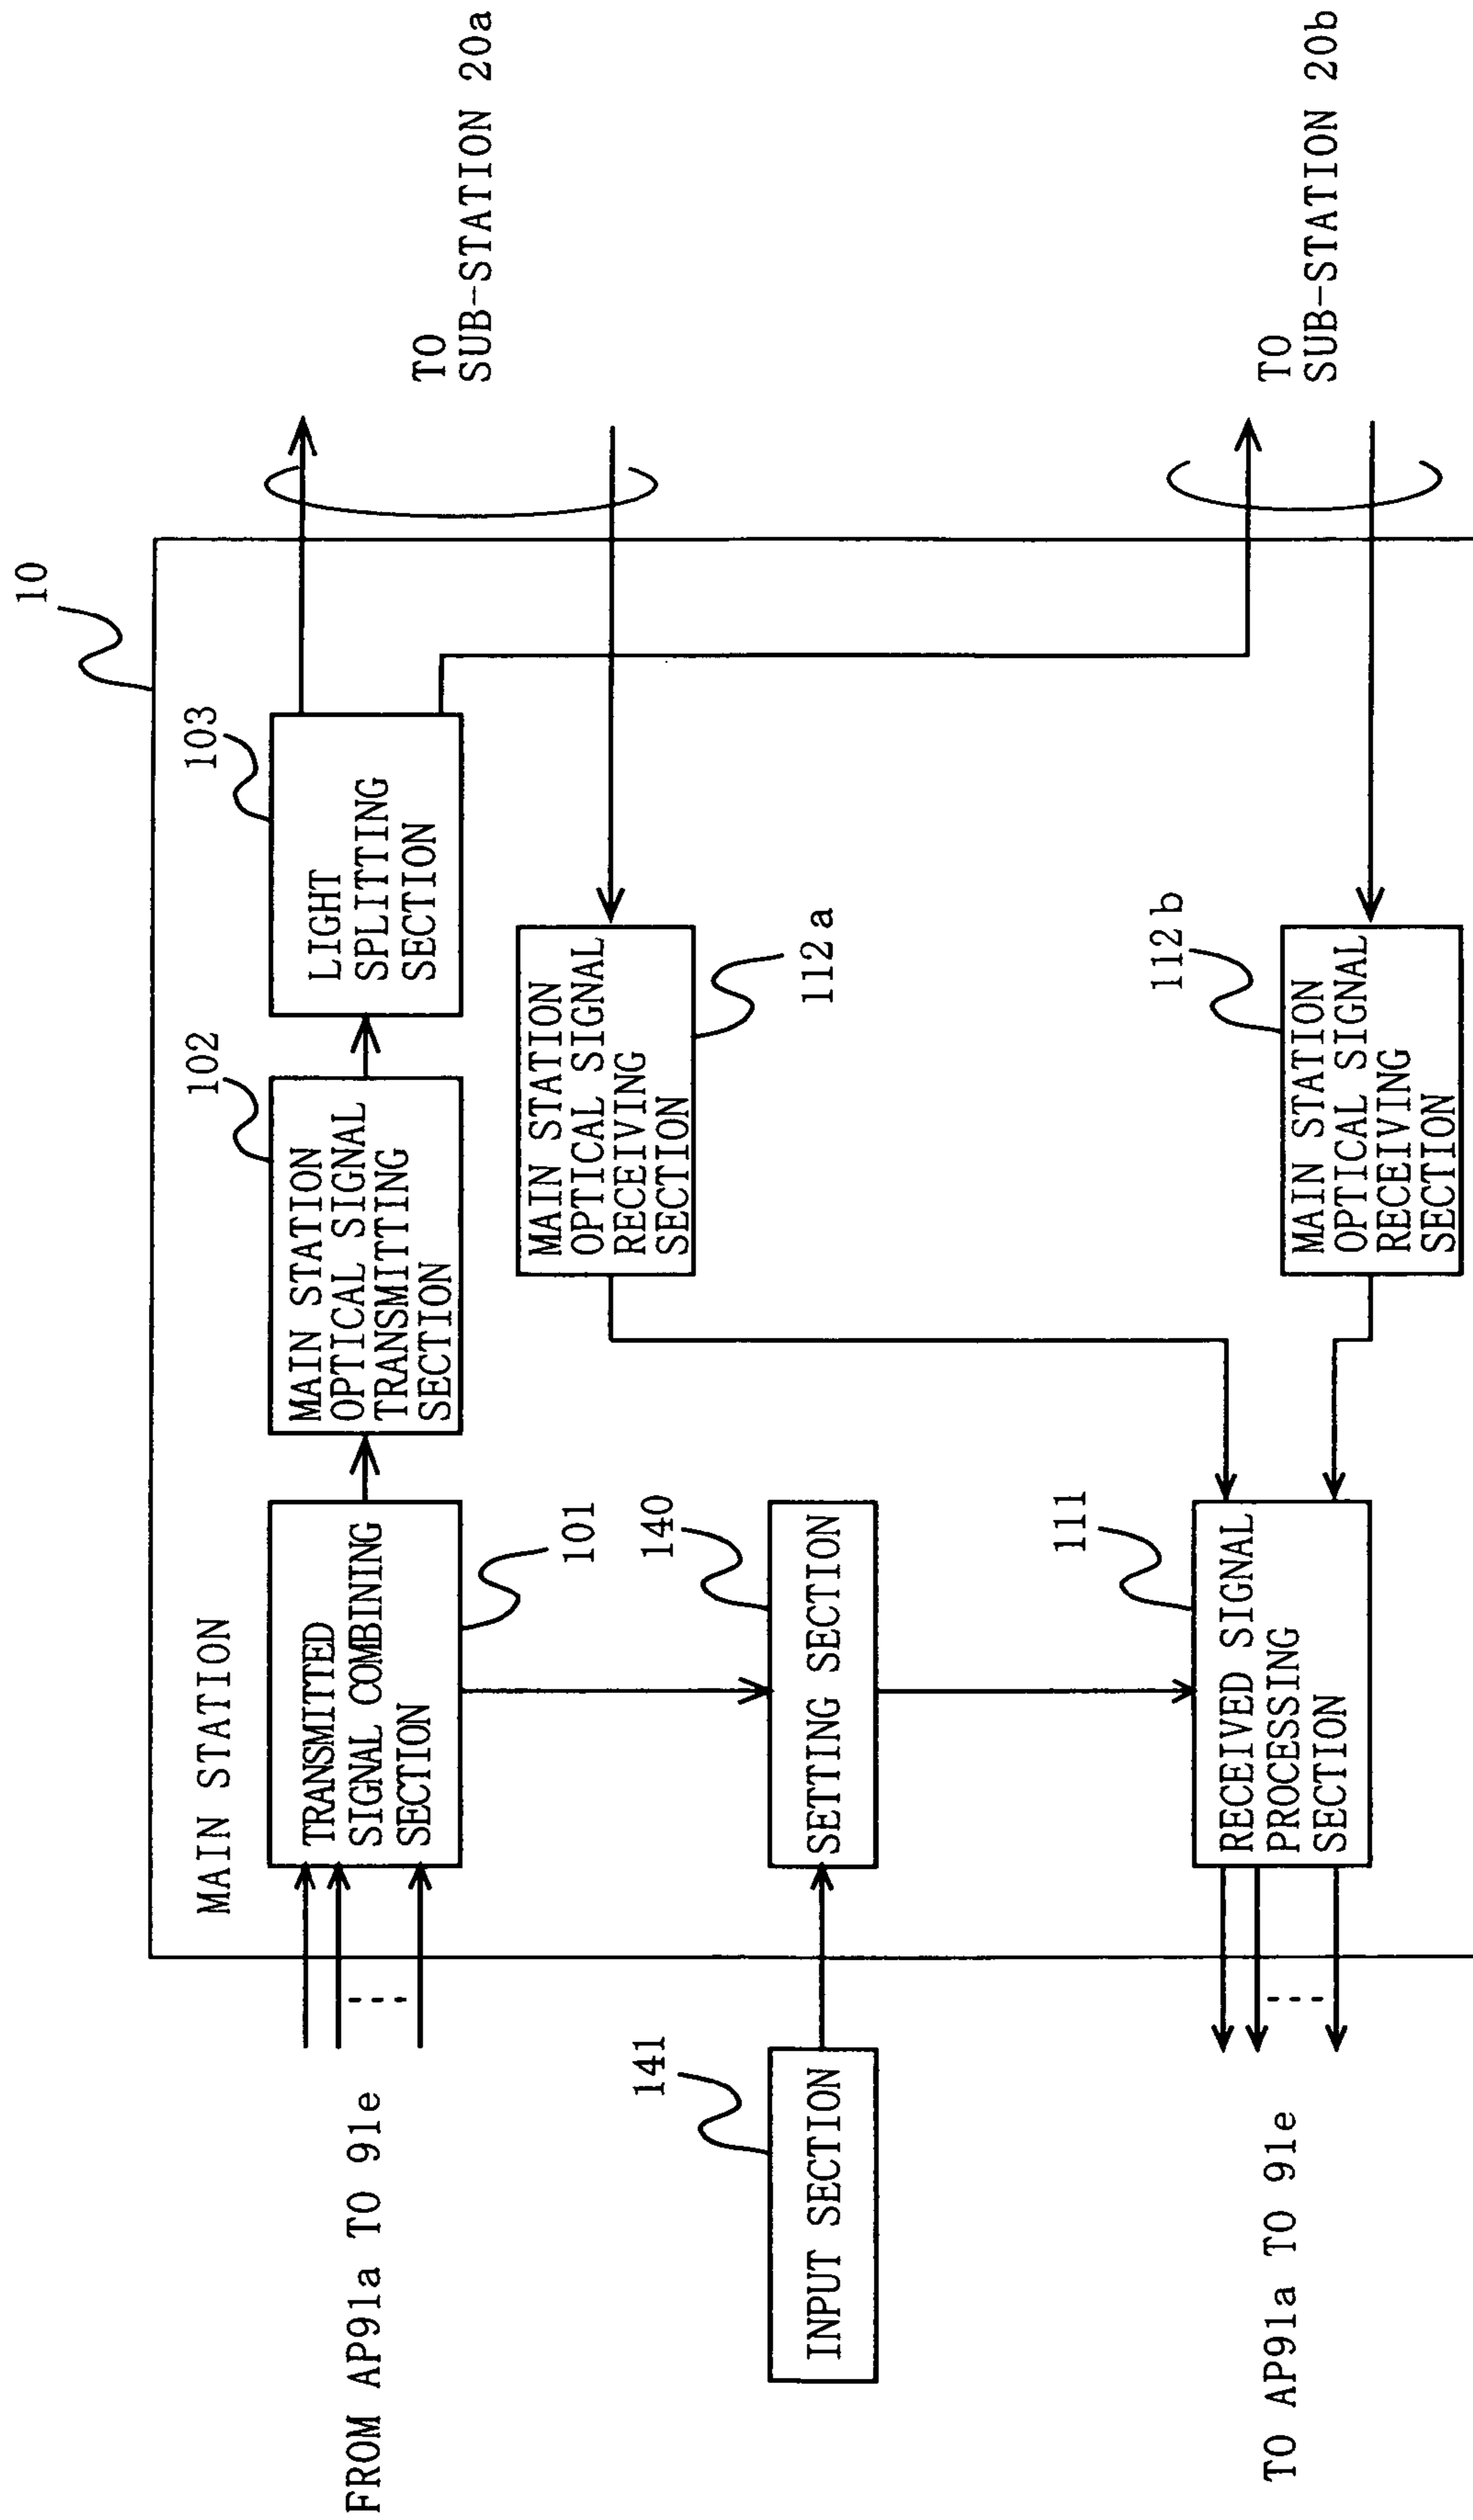 10
MAIN STATION
FROM AP91a TO 91e
TRANSMITTED
SIGNAL COMBINING
SECTION
101
MAIN STATION
OPTICAL SIGNAL
TRANSMITTING
SECTION
102
LIGHT
SPLITTING
SECTION
103
TO
SUB-STATION 20a
MAIN STATION
OPTICAL SIGNAL
RECEIVING
SECTION
112a
INPUT SECTION
141
SETTING SECTION
140
TO AP91a TO 91e
RECEIVED SIGNAL
PROCESSING
SECTION
111
MAIN STATION
OPTICAL SIGNAL
RECEIVING
SECTION
112b
TO
SUB-STATION 20b